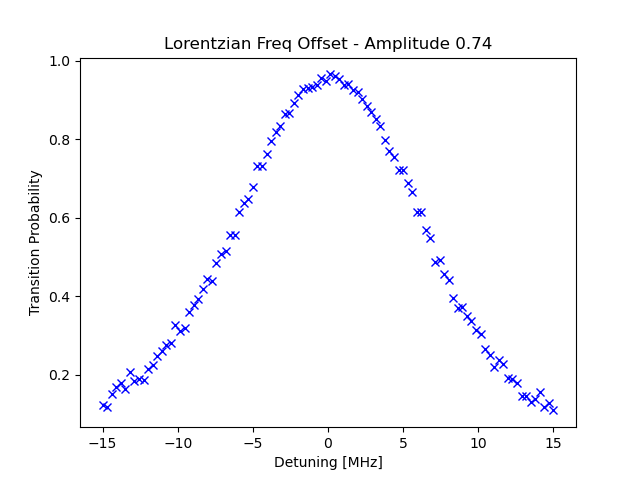 Lorentzian Freq Offset - Amplitude 0.74
Transition Probability
1.0
0.8
0.6
0.4
0.2
−15 −10 −5 0 5 10 15
Detuning [MHz]